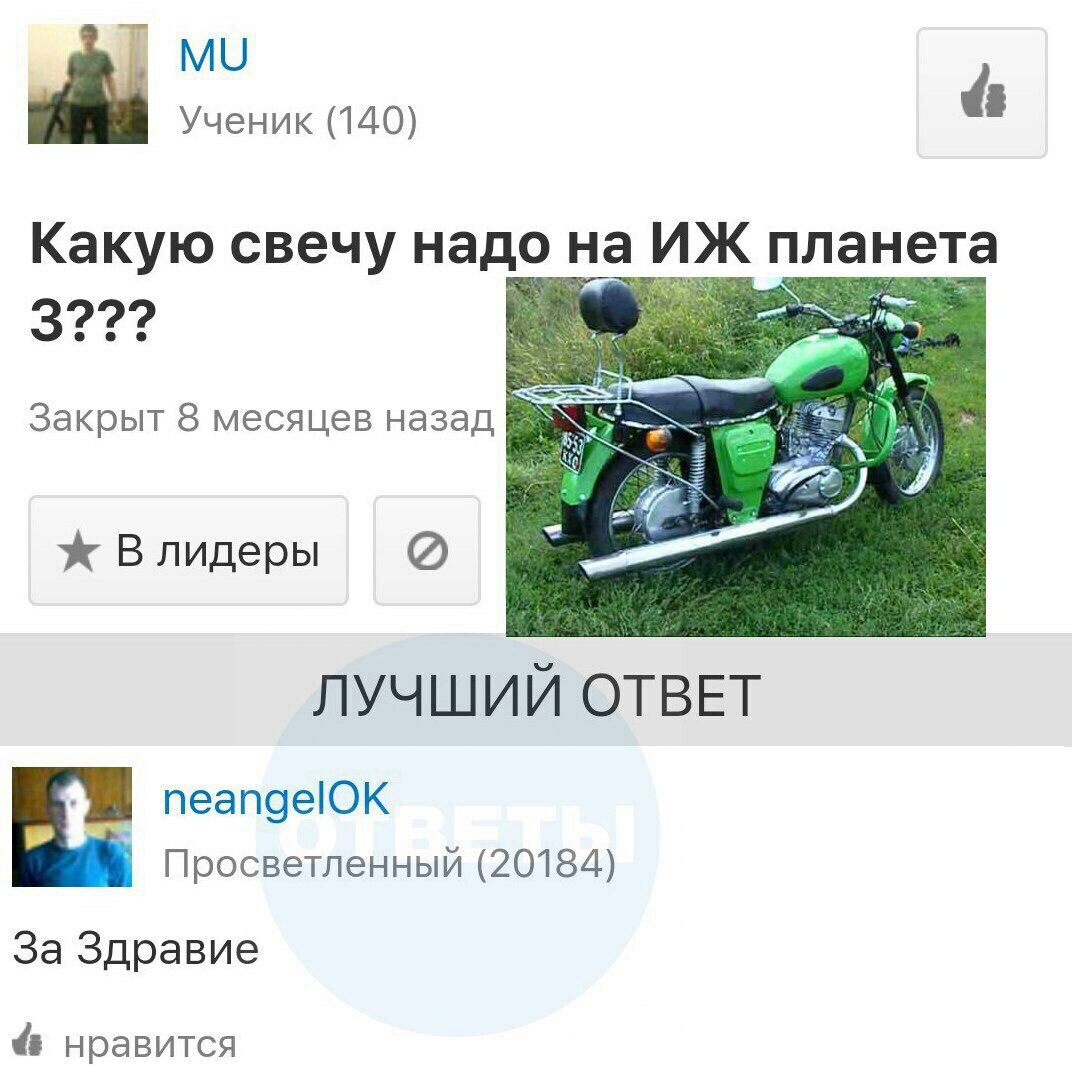 MU
Ученик (140)
Какую свечу надо на ИЖ планета
3???
Закрыт 8 месяцев назад
В лидеры
ЛУЧШИЙ ОТВЕТ
neangelOK
ОТВЕТЫ
Просветленный (20184)
За Здравие
нравится